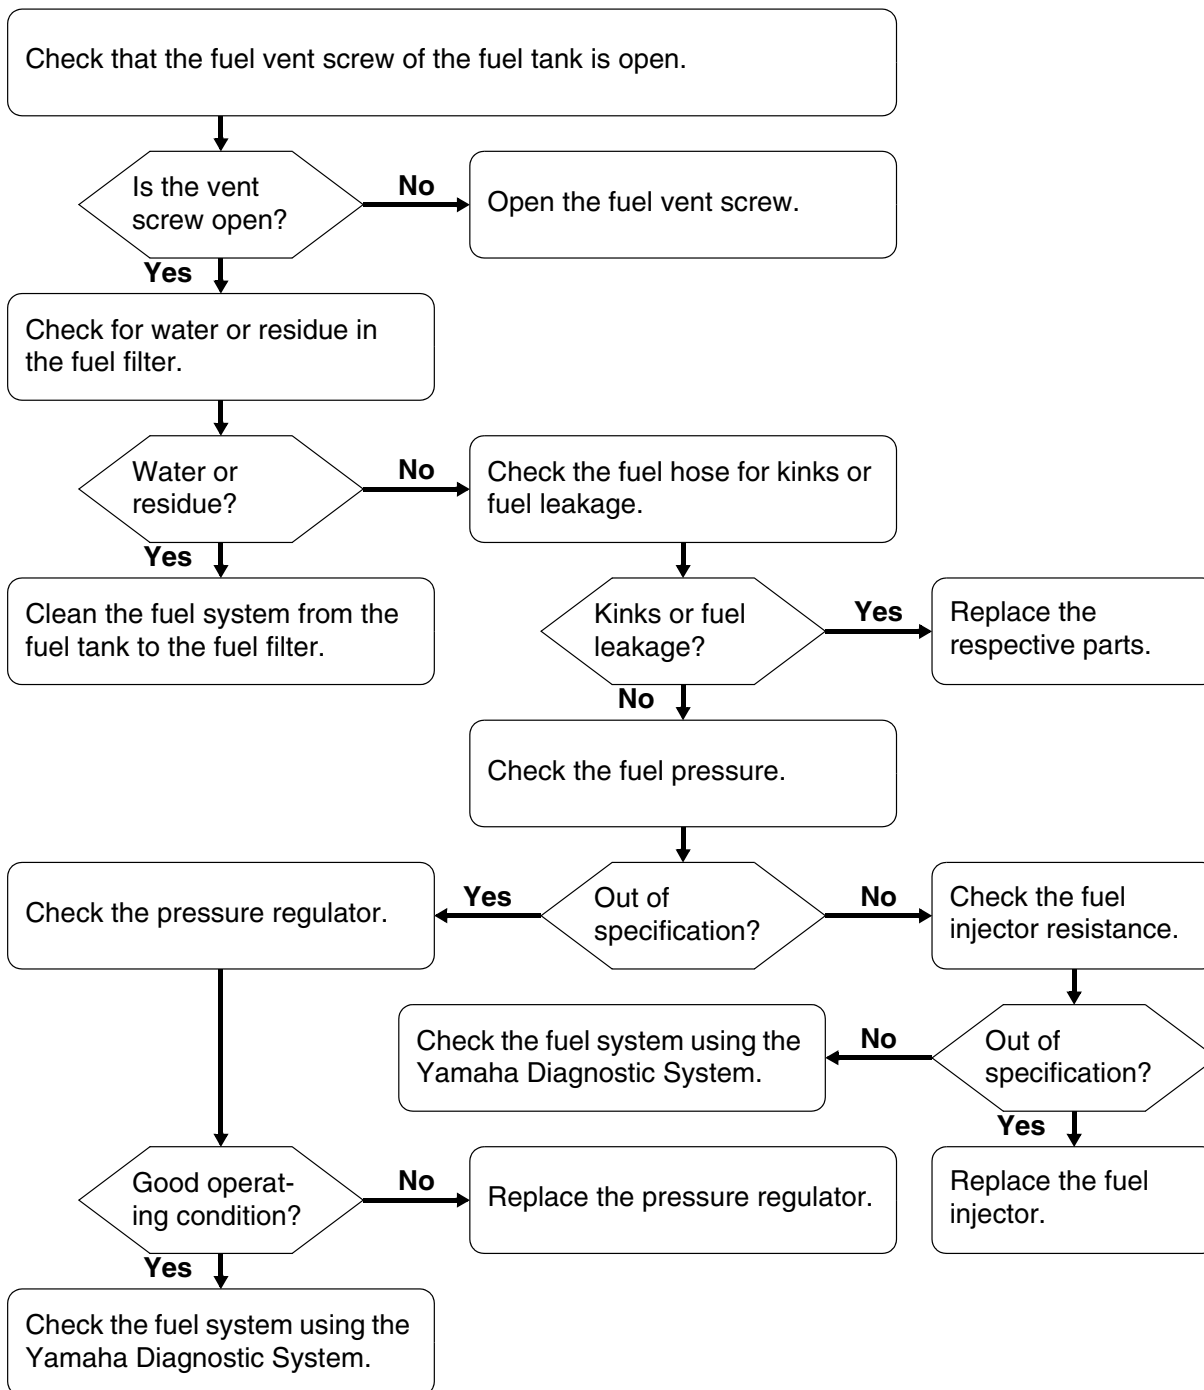 Check that the fuel vent screw of the fuel tank is open.
Is the vent
screw open?
No
Open the fuel vent screw.
Yes
Check for water or residue in
the fuel filter.
Water or
residue?
No
Check the fuel hose for kinks or
fuel leakage.
Yes
Clean the fuel system from the
fuel tank to the fuel filter.
Kinks or fuel
leakage?
Yes
Replace the
respective parts.
No
Check the fuel pressure.
Check the pressure regulator.
Yes
Out of
specification?
No
Check the fuel
injector resistance.
Check the fuel system using the
Yamaha Diagnostic System.
No
Out of
specification?
Yes
Replace the fuel
injector.
Good operat-
ing condition?
No
Replace the pressure regulator.
Yes
Check the fuel system using the
Yamaha Diagnostic System.